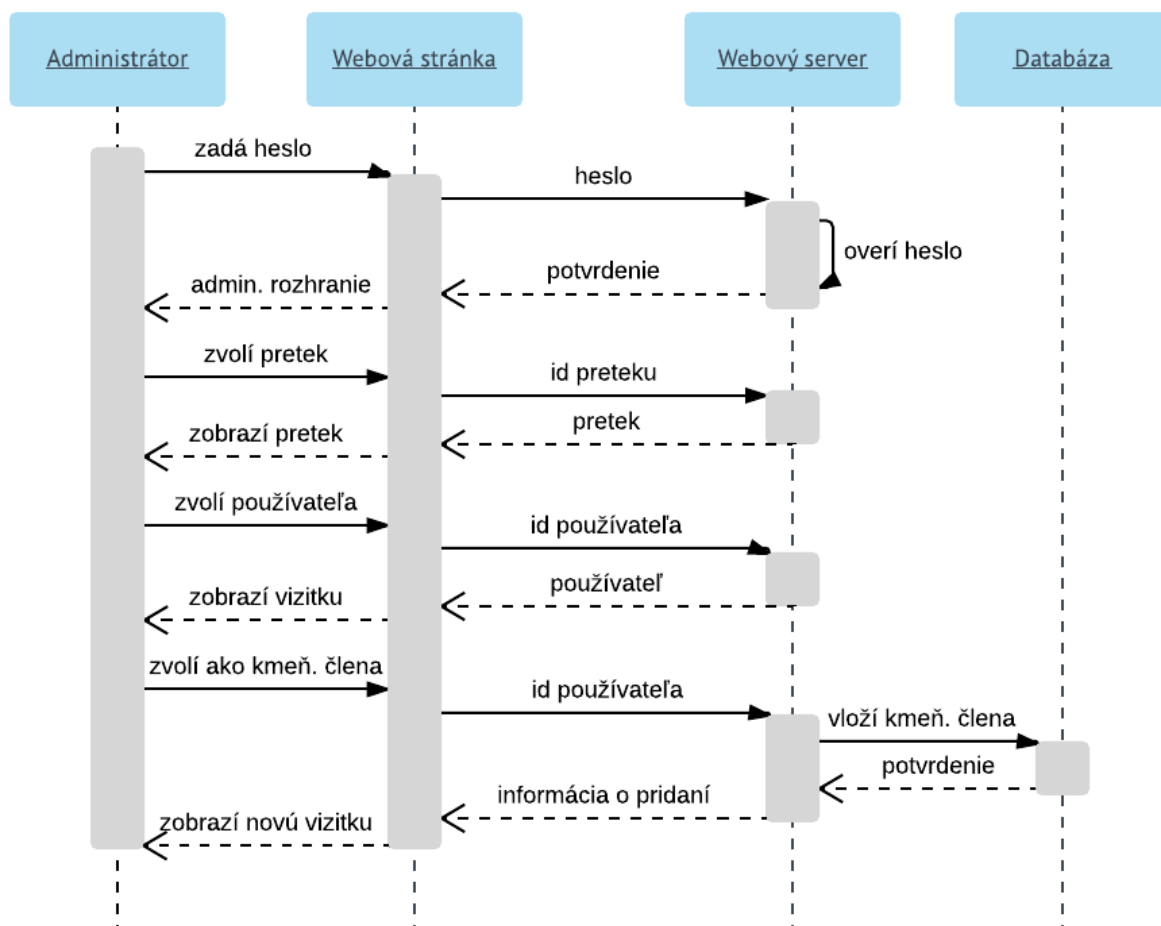 Administrátor
Webová stránka
Webový server
Databáza
zadá heslo
heslo
overí heslo
potvrdenie
admin. rozhranie
zvolí pretek
id preteku
pretek
zobrazí pretek
zvolí používateľa
id používateľa
používateľ
zobrazí vizitku
zvolí ako kmeň. člena
id používateľa
vloží kmeň. člena
potvrdenie
informácia o pridaní
zobrazí novú vizitku